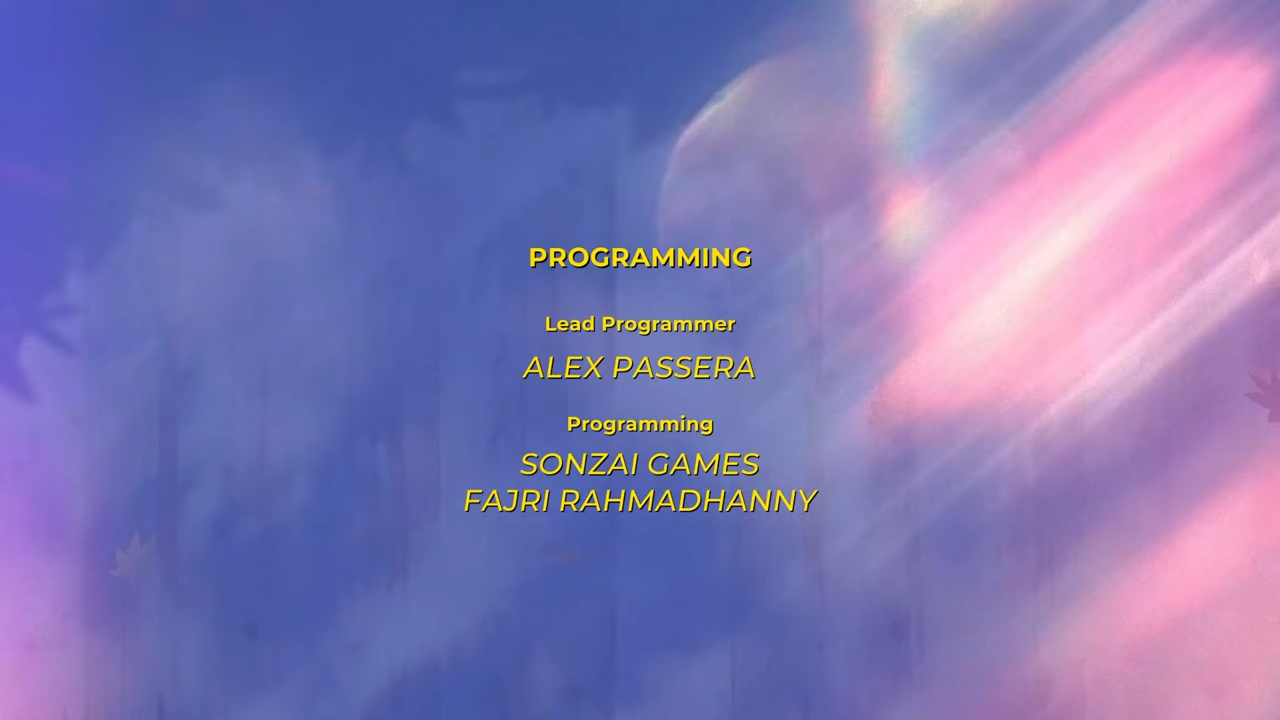 PROGRAMMING
Lead Programmer
ALEX PASSERA
Programming
SONZAI GAMES
FAJRI RAHMADHANNY